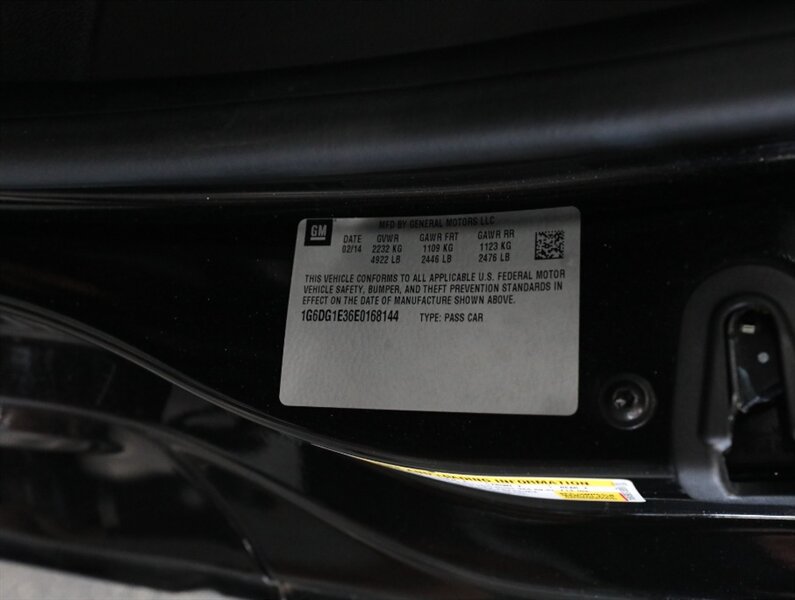 GM
MFD BY GENERAL MOTORS LLC
DATE GVWR GAWR FRT GAWR RR
02/14 2232 KG 1109 KG 1123 KG
4922 LB 2446 LB 2476 LB
THIS VEHICLE CONFORMS TO ALL APPLICABLE U.S. FEDERAL MOTOR
VEHICLE SAFETY, BUMPER, AND THEFT PREVENTION STANDARDS IN
EFFECT ON THE DATE OF MANUFACTURE SHOWN ABOVE.
1G6DG1E36E0168144 TYPE: PASS CAR
LOADING INFORMATION